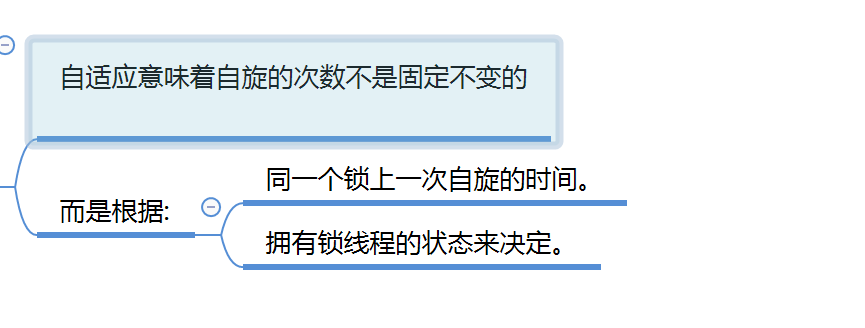 自适应意味着自旋的次数不是固定不变的
同一个锁上一次自旋的时间。
而是根据:
拥有锁线程的状态来决定。